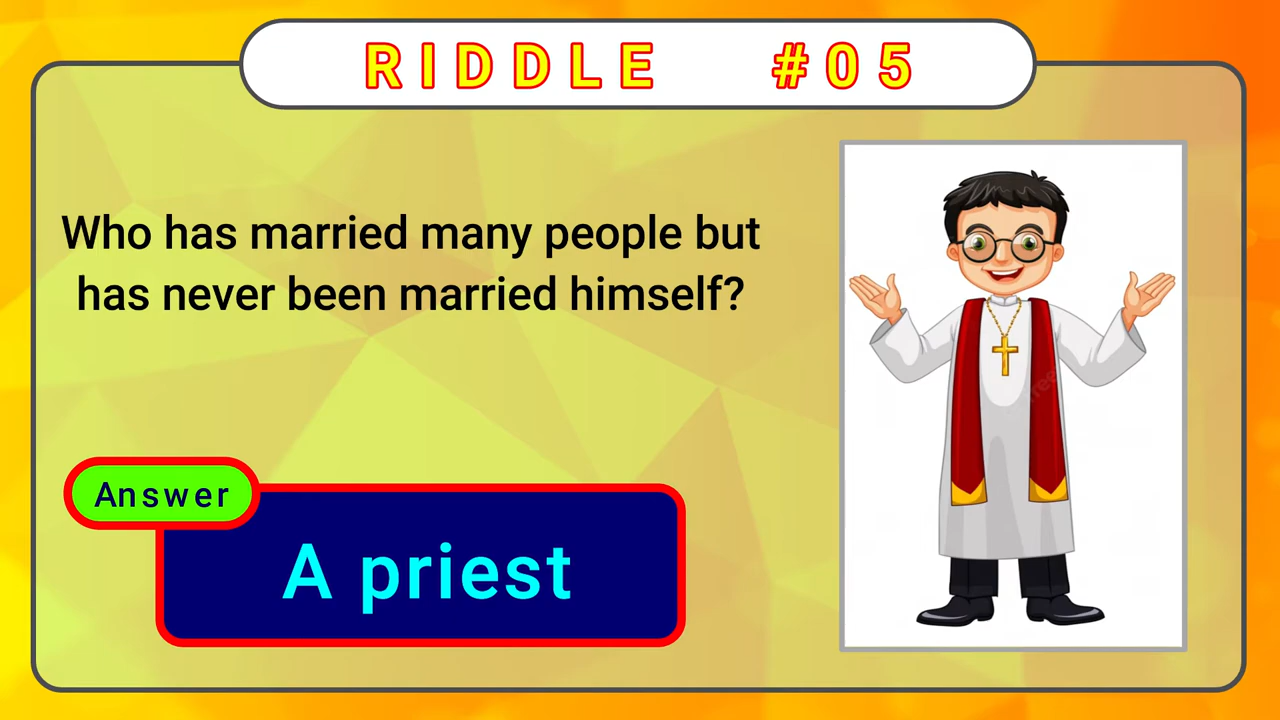 RIDDLE #05
Who has married many people but
has never been married himself?
Answer
A priest